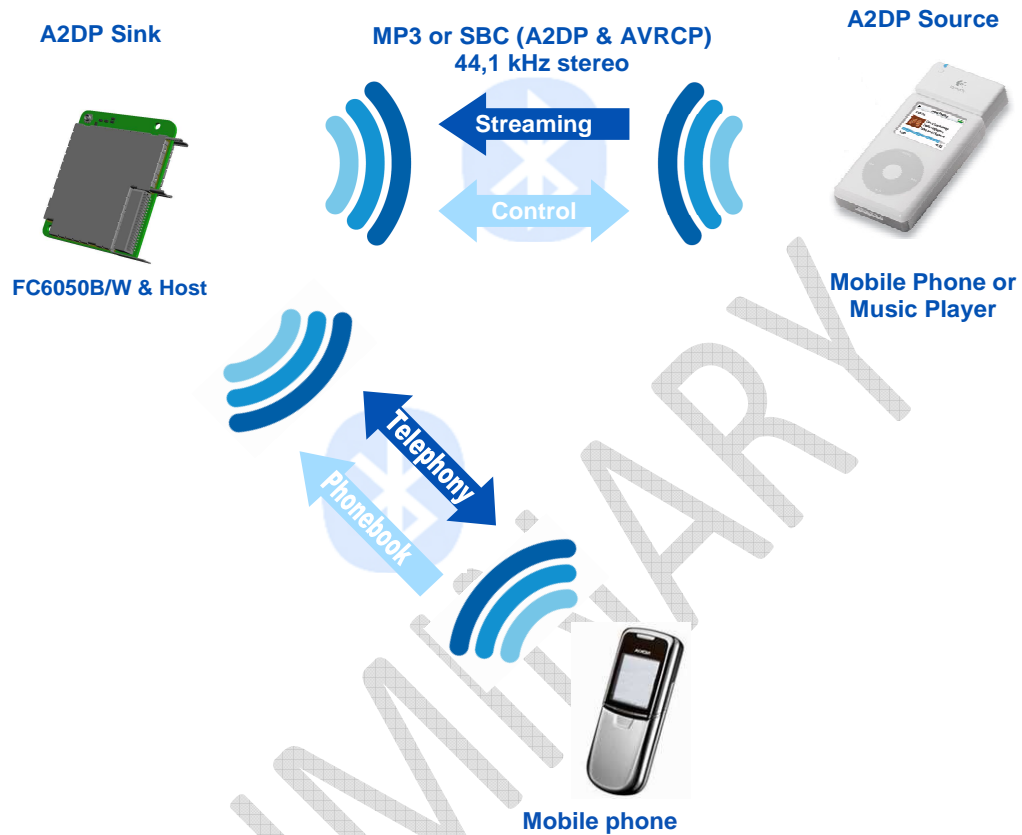 A2DP Sink
MP3 or SBC (A2DP & AVRCP)
44,1 kHz stereo
A2DP Source
Streaming
Control
FC6050B/W & Host
Mobile Phone or
Music Player
Telephony
Phonebook
NOKIA
Mobile phone